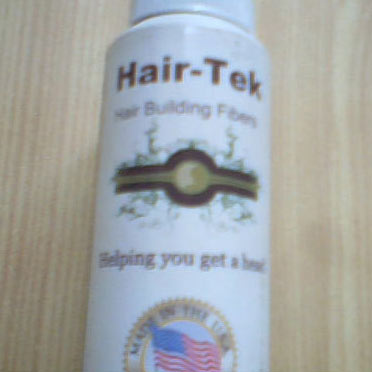 Hair-Tek
Hair Building Fibers
Helping you get a head
MADE IN THE USA